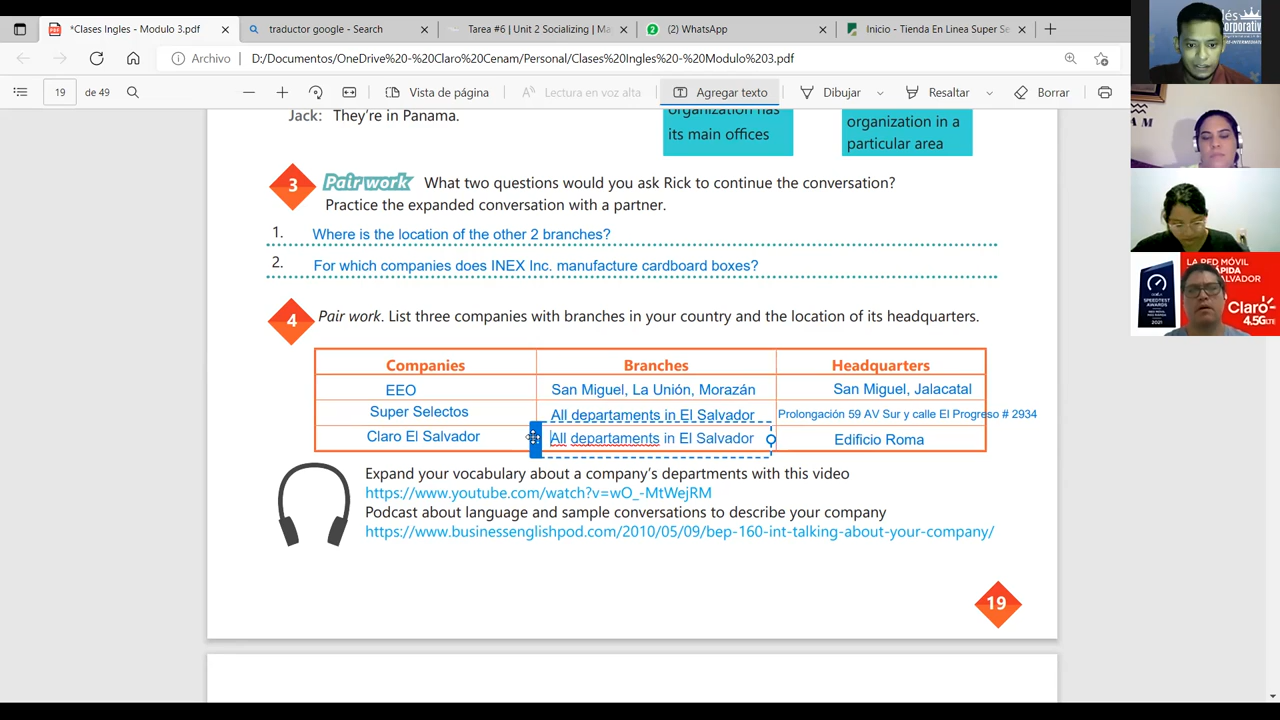 *Clases Ingles - Modulo 3.pdf
traductor google - Search
Tarea #6 | Unit 2 Socializing | Ma
(2) WhatsApp
Inicio - Tienda En Linea Super Se
Archivo
D:/Documentos/OneDrive%20-%20Claro%20Cenam/Personal/Clases%20Ingles%20-%20Modulo%203.pdf
19 de 49
Vista de página
Lectura en voz alta
Agregar texto
Dibujar
Resaltar
Borrar
Jack: They're in Panama.
organization has
its main offices
organization in a
particular area
3 Pair work What two questions would you ask Rick to continue the conversation?
Practice the expanded conversation with a partner.
1. Where is the location of the other 2 branches?
2. For which companies does INEX Inc. manufacture cardboard boxes?
4 Pair work. List three companies with branches in your country and the location of its headquarters.
Companies Branches Headquarters
EEO San Miguel, La Unión, Morazán San Miguel, Jalacatal
Super Selectos All departaments in El Salvador Prolongación 59 AV Sur y calle El Progreso # 2934
Claro El Salvador All departaments in El Salvador Edificio Roma
Expand your vocabulary about a company's departments with this video
https://www.youtube.com/watch?v=wO_-MtWejRM
Podcast about language and sample conversations to describe your company
https://www.businessenglishpod.com/2010/05/09/bep-160-int-talking-about-your-company/
19
LA RED MÓVIL
SALVADOR
SPEEDTEST
AWARDS
2021
Claro
4.5G LTE